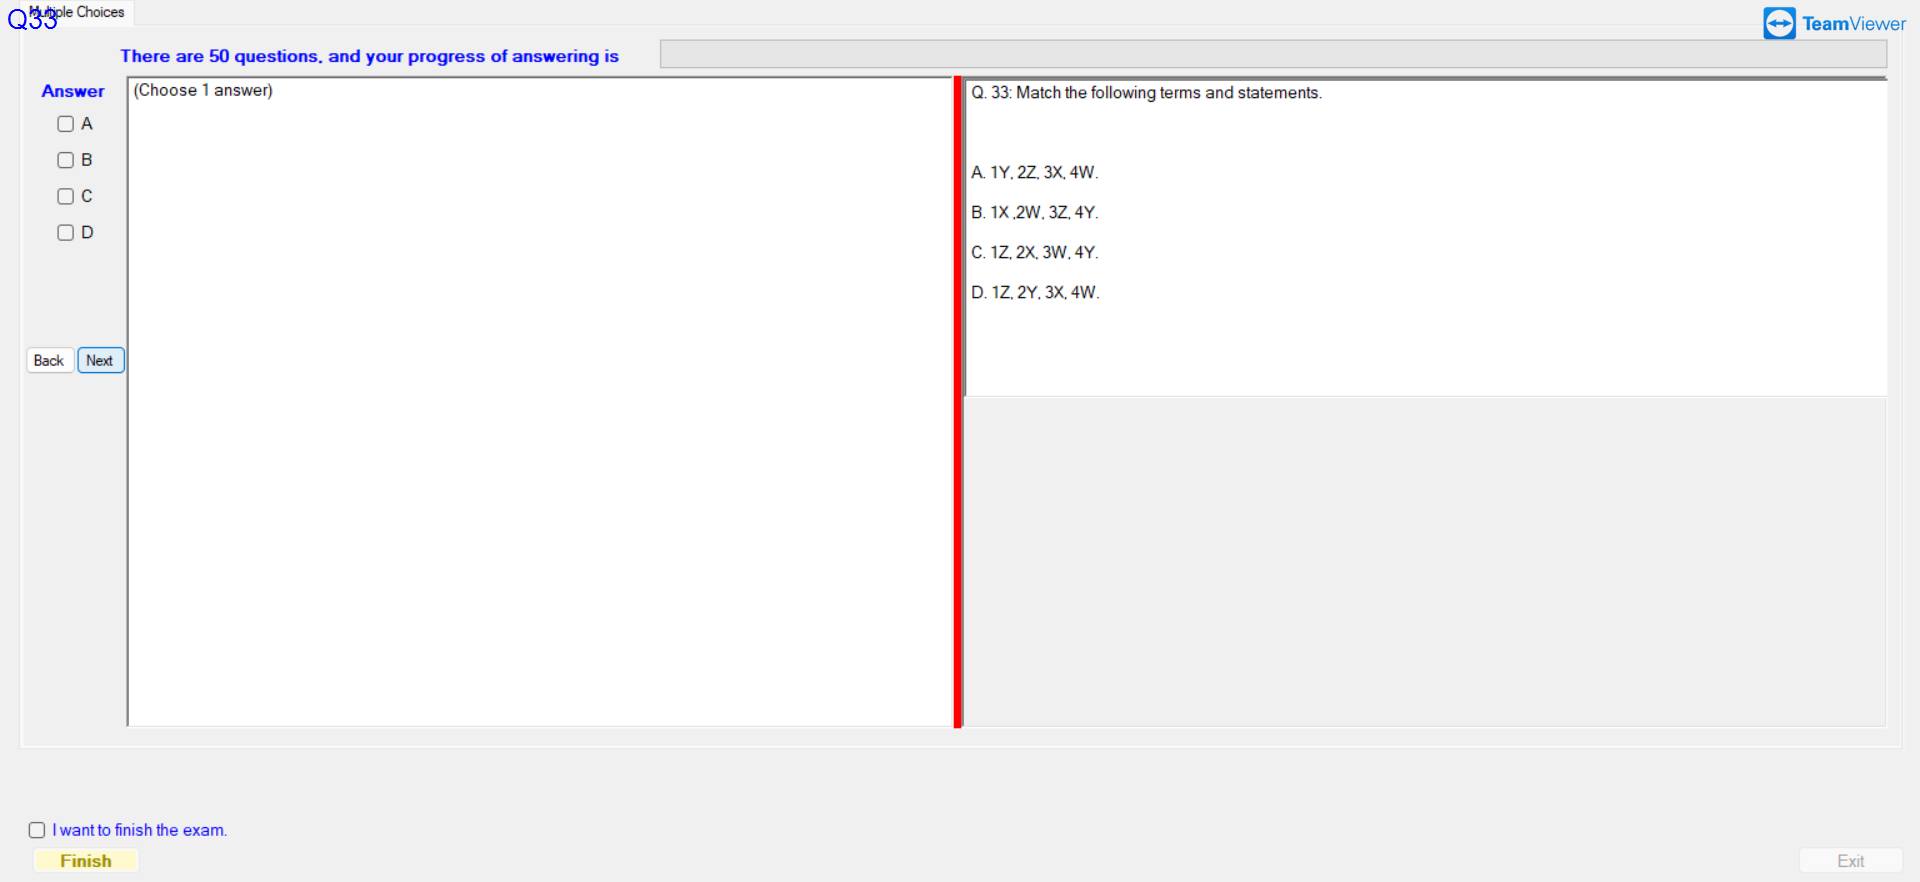 Multiple Choices
Q33
TeamViewer
There are 50 questions, and your progress of answering is
Answer
(Choose 1 answer)
A
B
C
D
Back
Next
Q. 33: Match the following terms and statements.
A. 1Y, 2Z, 3X, 4W.
B. 1X ,2W, 3Z, 4Y.
C. 1Z, 2X, 3W, 4Y.
D. 1Z, 2Y, 3X, 4W.
I want to finish the exam.
Finish
Exit